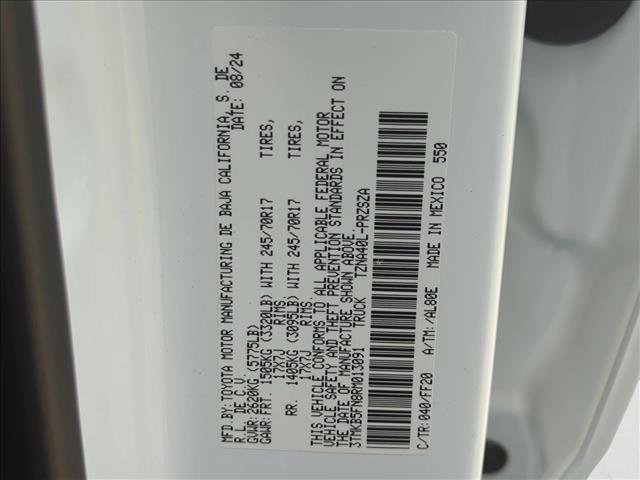 MFD.BY:TOYOTA MOTOR MANUFACTURING DE BAJA CALIFORNIA, S. DE
R.L. DE C.V. DATE: 08/24
GVWR:2620KG (5775LB)
GAWR:FRT. 1505KG (3320LB) WITH 245/70R17 TIRES,
17X7J RIMS.
RR. 1405KG (3095LB) WITH 245/70R17 TIRES,
17X7J RIMS.
THIS VEHICLE CONFORMS TO ALL APPLICABLE FEDERAL MOTOR
VEHICLE SAFETY AND THEFT PREVENTION STANDARDS IN EFFECT ON
THE DATE OF MANUFACTURE SHOWN ABOVE.
3TMKB5FN8RM013091 TRUCK TZNA40L-PRZSZA
C/TR: 040/FF20 A/TM: /AL80E MADE IN MEXICO 550